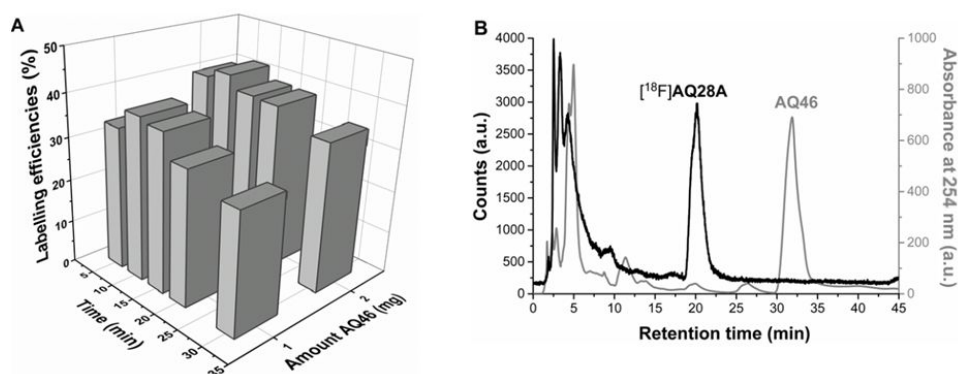 A
Labelling efficiencies (%)
50
40
30
20
10
0
5
10
15
20
25
30
35
Time (min)
1
2
Amount AQ46 (mg)
B
Counts (a.u.)
4000
3500
3000
2500
2000
1500
1000
500
0
[¹⁸F]AQ28A
AQ46
1000
800
600
400
200
0
Absorbance at 254 nm (a.u.)
0 5 10 15 20 25 30 35 40 45
Retention time (min)